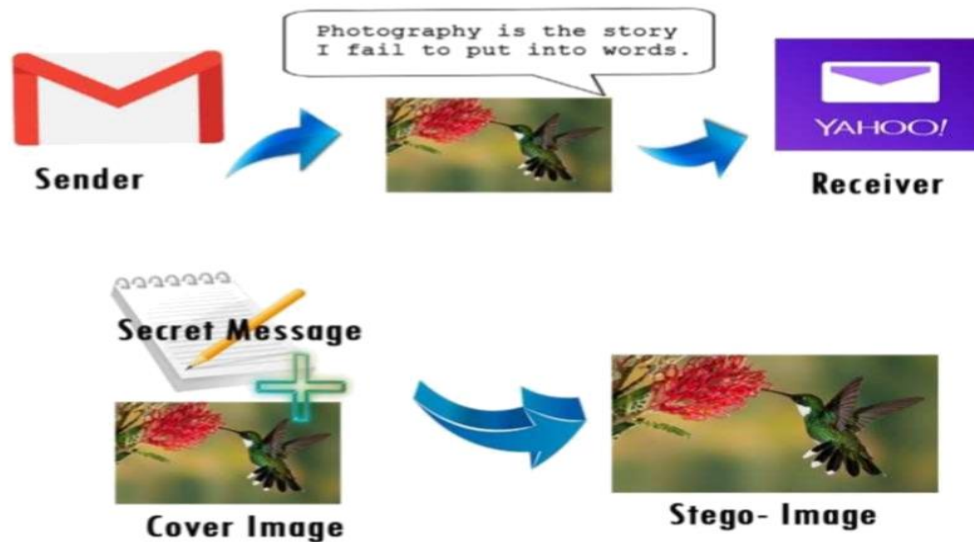 Photography is the story
I fail to put into words.
YAHOO!
Sender
Receiver
Secret Message
Cover Image
Stego- Image